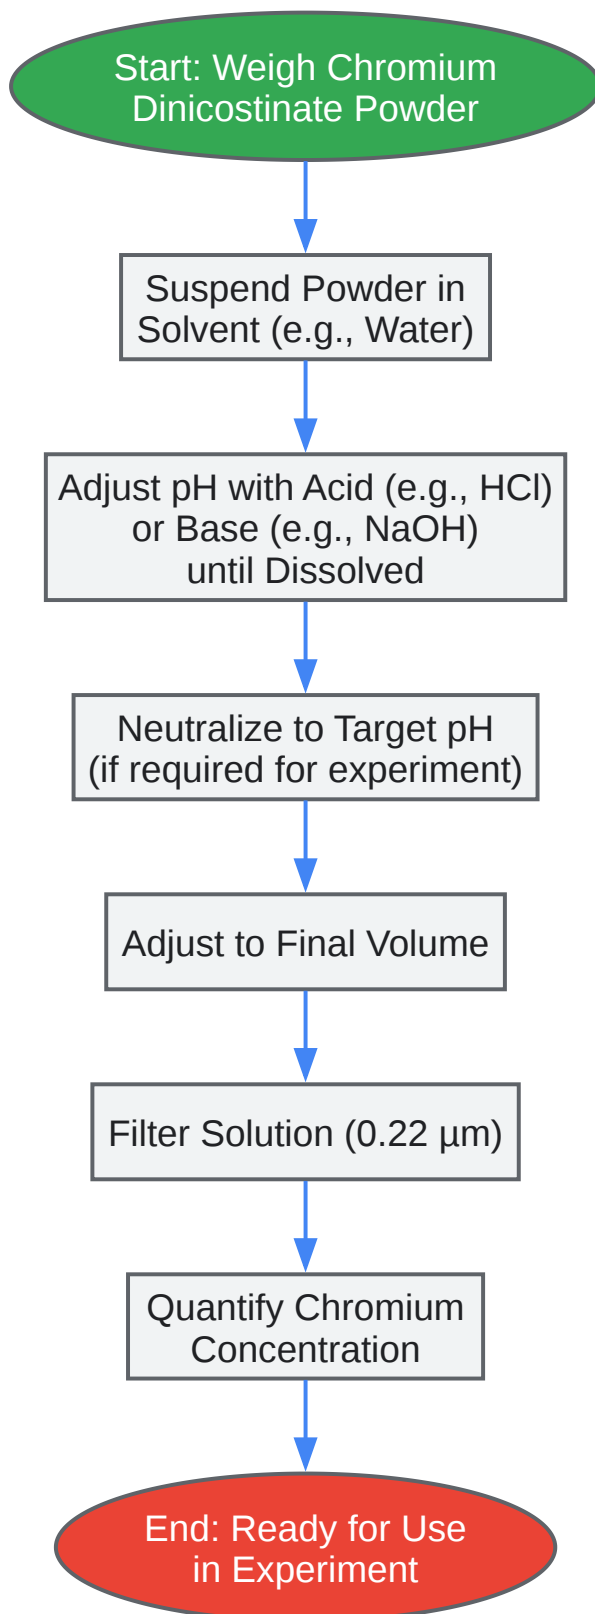 Start: Weigh Chromium
Dinicostinate Powder
Suspend Powder in
Solvent (e.g., Water)
Adjust pH with Acid (e.g., HCl)
or Base (e.g., NaOH)
until Dissolved
Neutralize to Target pH
(if required for experiment)
Adjust to Final Volume
Filter Solution (0.22 µm)
Quantify Chromium
Concentration
End: Ready for Use
in Experiment